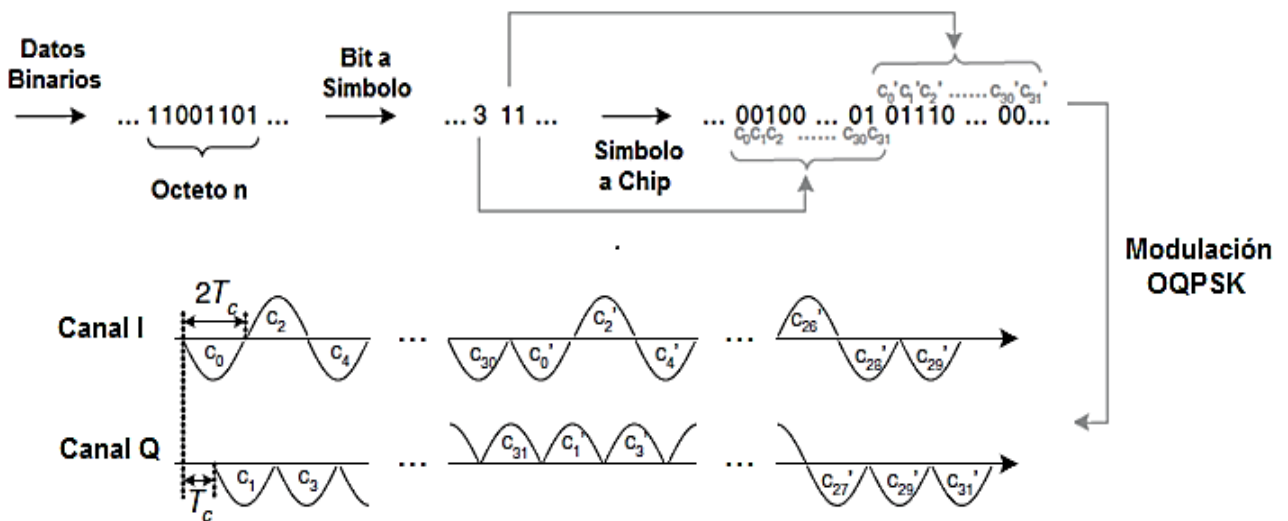 Datos
Binarios
... 11001101 ...
Octeto n
Bit a
Simbolo
... 3 11 ...
Simbolo
a Chip
c0'c1'c2' ...... c30'c31'
... 00100 ... 01 01110 ... 00...
c0c1c2 ...... c30c31
Modulación
OQPSK
2Tc
Canal I
c0 c2 c4 ... c30 c0' c2' c4' ... c26' c28' c29'
Canal Q
c1 c3 ... c31 c1' c3' ... c27' c29' c31'
Tc